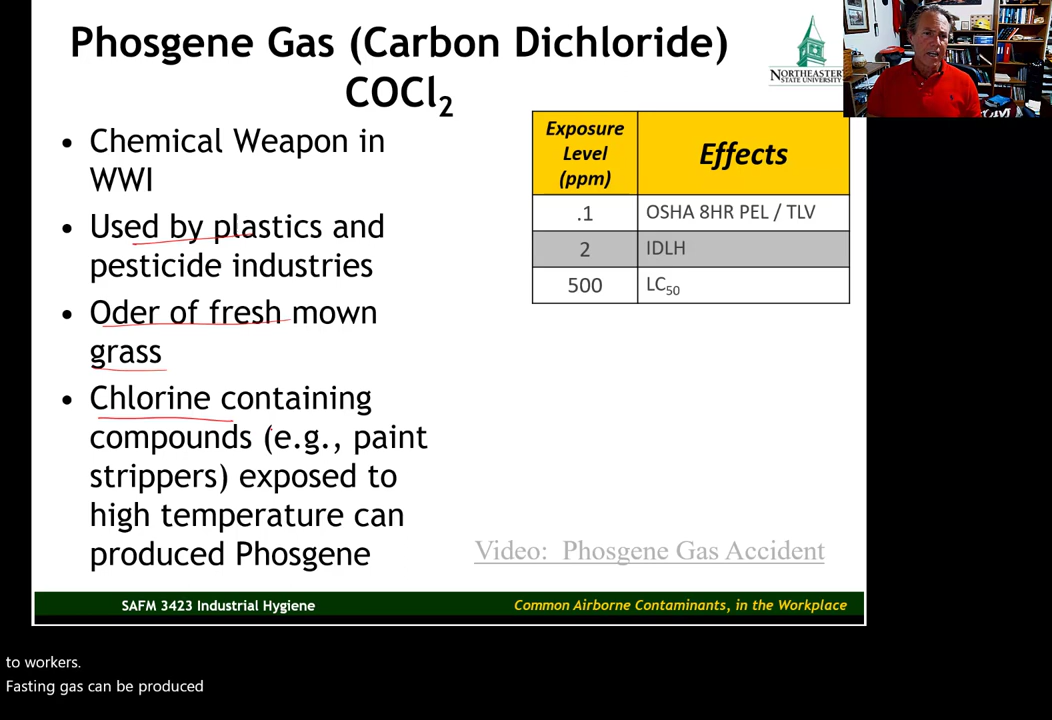 Phosgene Gas (Carbon Dichloride)
COCl2
NORTHEASTE
STATE UNIVERSITY
• Chemical Weapon in
WWI
• Used by plastics and
pesticide industries
• Oder of fresh mown
grass
• Chlorine containing
compounds (e.g., paint
strippers) exposed to
high temperature can
produced Phosgene
Exposure
Level
(ppm)
Effects
.1 OSHA 8HR PEL / TLV
2 IDLH
500 LC50
Video: Phosgene Gas Accident
SAFM 3423 Industrial Hygiene
Common Airborne Contaminants, in the Workplace
to workers.
Fasting gas can be produced